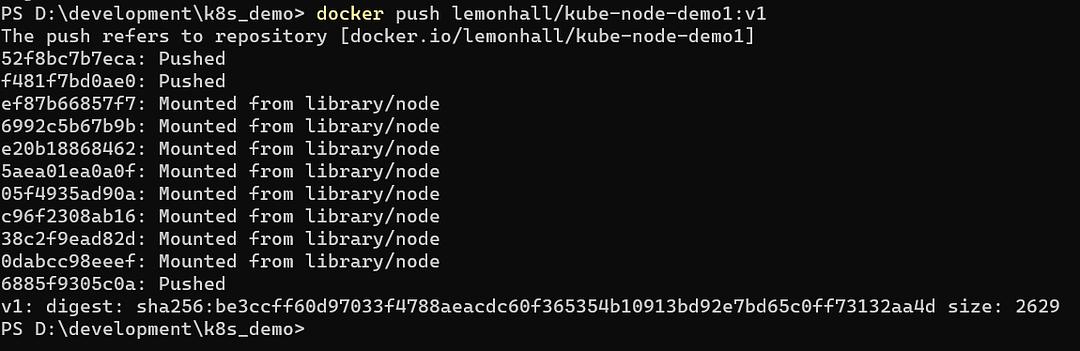 PS D:\development\k8s_demo> docker push lemonhall/kube-node-demo1:v1
The push refers to repository [docker.io/lemonhall/kube-node-demo1]
52f8bc7b7eca: Pushed
f481f7bd0ae0: Pushed
ef87b66857f7: Mounted from library/node
6992c5b67b9b: Mounted from library/node
e20b18868462: Mounted from library/node
5aea01ea0a0f: Mounted from library/node
05f4935ad90a: Mounted from library/node
c96f2308ab16: Mounted from library/node
38c2f9ead82d: Mounted from library/node
0dabcc98eeef: Mounted from library/node
6885f9305c0a: Pushed
v1: digest: sha256:be3ccff60d97033f4788aeacdc60f365354b10913bd92e7bd65c0ff73132aa4d size: 2629
PS D:\development\k8s_demo>